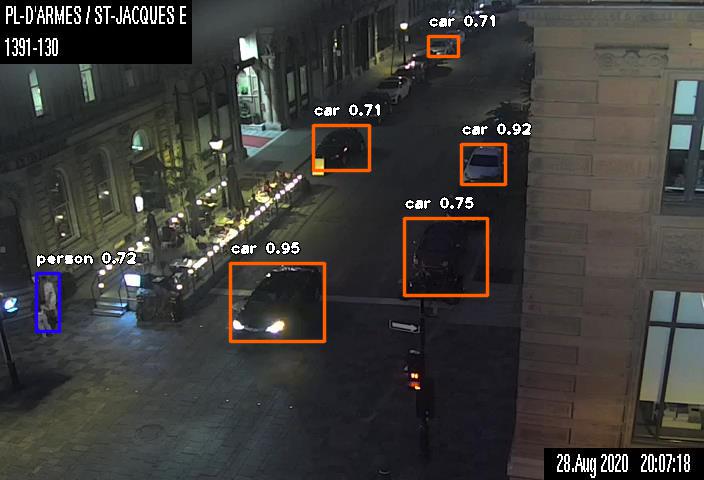 PL-D'ARMES / ST-JACQUES E
1391-130
car 0.71
car 0.71
car 0.92
car 0.75
person 0.72
car 0.95
28.Aug 2020 20:07:18